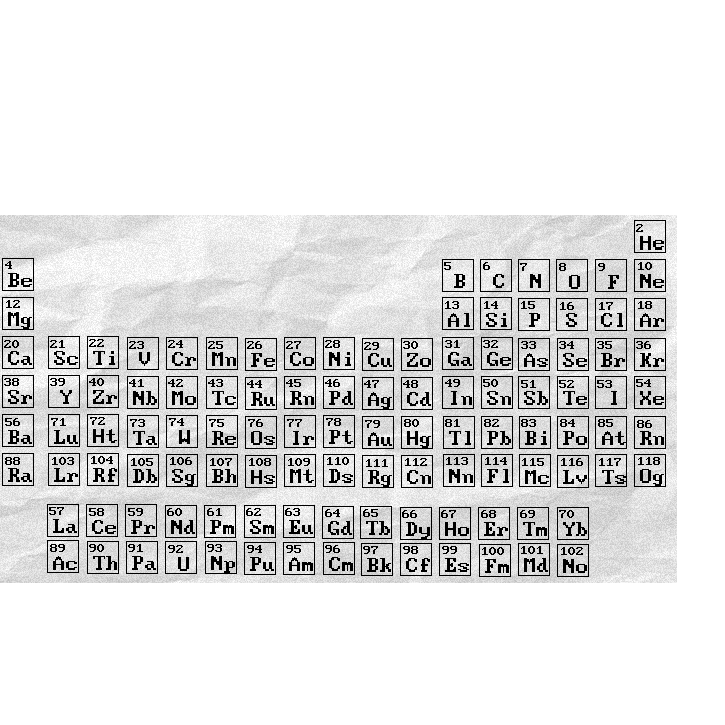 2 He
4 Be 5 B 6 C 7 N 8 O 9 F 10 Ne
12 Mg 13 Al 14 Si 15 P 16 S 17 Cl 18 Ar
20 Ca 21 Sc 22 Ti 23 V 24 Cr 25 Mn 26 Fe 27 Co 28 Ni 29 Cu 30 Zo 31 Ga 32 Ge 33 As 34 Se 35 Br 36 Kr
38 Sr 39 Y 40 Zr 41 Nb 42 Mo 43 Tc 44 Ru 45 Rn 46 Pd 47 Ag 48 Cd 49 In 50 Sn 51 Sb 52 Te 53 I 54 Xe
56 Ba 71 Lu 72 Ht 73 Ta 74 W 75 Re 76 Os 77 Ir 78 Pt 79 Au 80 Hg 81 Tl 82 Pb 83 Bi 84 Po 85 At 86 Rn
88 Ra 103 Lr 104 Rf 105 Db 106 Sg 107 Bh 108 Hs 109 Mt 110 Ds 111 Rg 112 Cn 113 Nn 114 Fl 115 Mc 116 Lv 117 Ts 118 Og
57 La 58 Ce 59 Pr 60 Nd 61 Pm 62 Sm 63 Eu 64 Gd 65 Tb 66 Dy 67 Ho 68 Er 69 Tm 70 Yb
89 Ac 90 Th 91 Pa 92 U 93 Np 94 Pu 95 Am 96 Cm 97 Bk 98 Cf 99 Es 100 Fm 101 Md 102 No